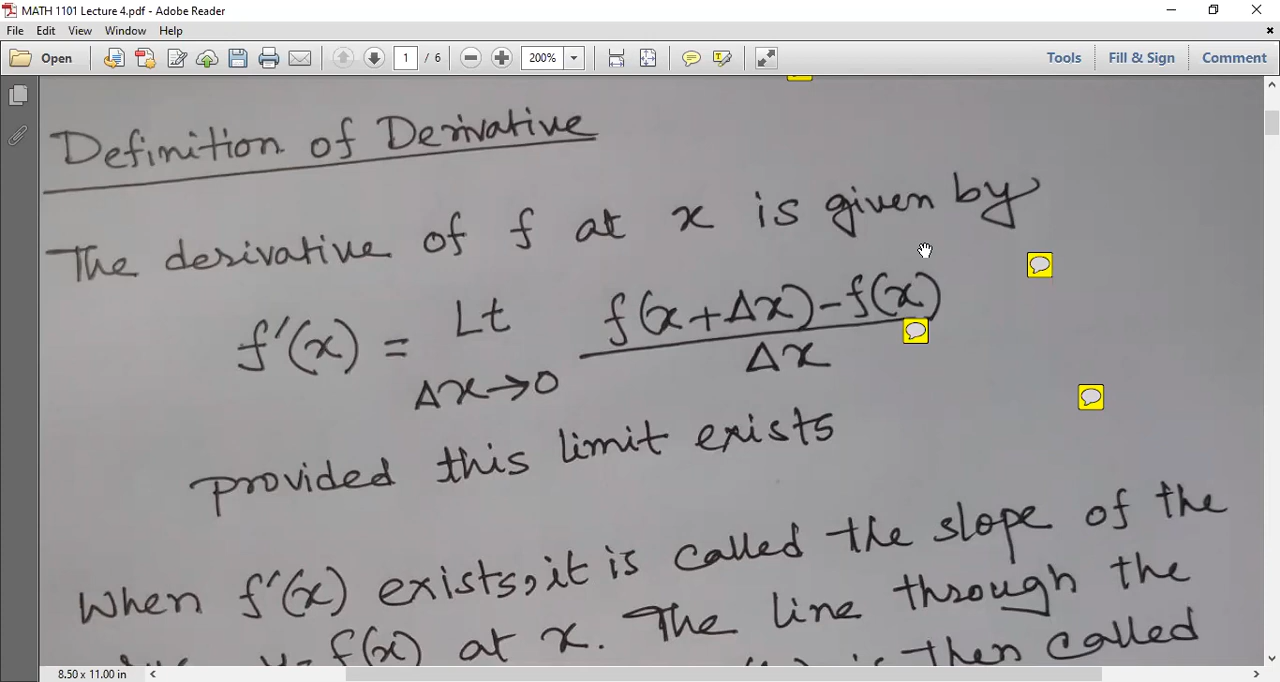 MATH 1101 Lecture 4.pdf - Adobe Reader
File Edit View Window Help
Open 1 / 6 200% Tools Fill & Sign Comment
Definition of Derivative
The derivative of f at x is given by
f'(x) = Lt f(x+Δx)-f(x)
Δx→0 Δx
provided this limit exists
When f'(x) exists, it is called the slope of the
f(x) at x. The line through the
is then called
8.50 x 11.00 in